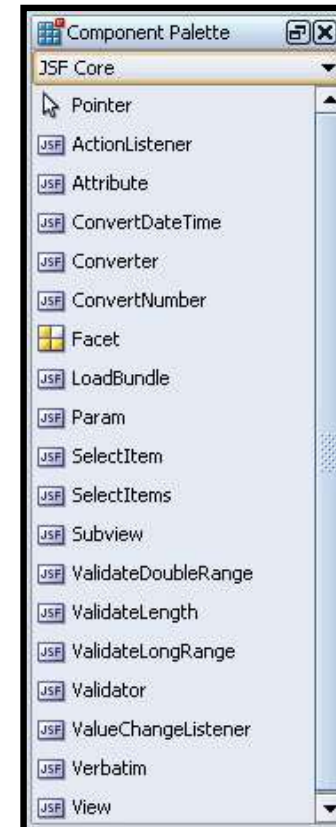 Component Palette
JSF Core
Pointer
JSF ActionListener
JSF Attribute
JSF ConvertDateTime
JSF Converter
JSF ConvertNumber
Facet
JSF LoadBundle
JSF Param
JSF SelectItem
JSF SelectItems
JSF Subview
JSF ValidateDoubleRange
JSF ValidateLength
JSF ValidateLongRange
JSF Validator
JSF ValueChangeListener
JSF Verbatim
JSF View